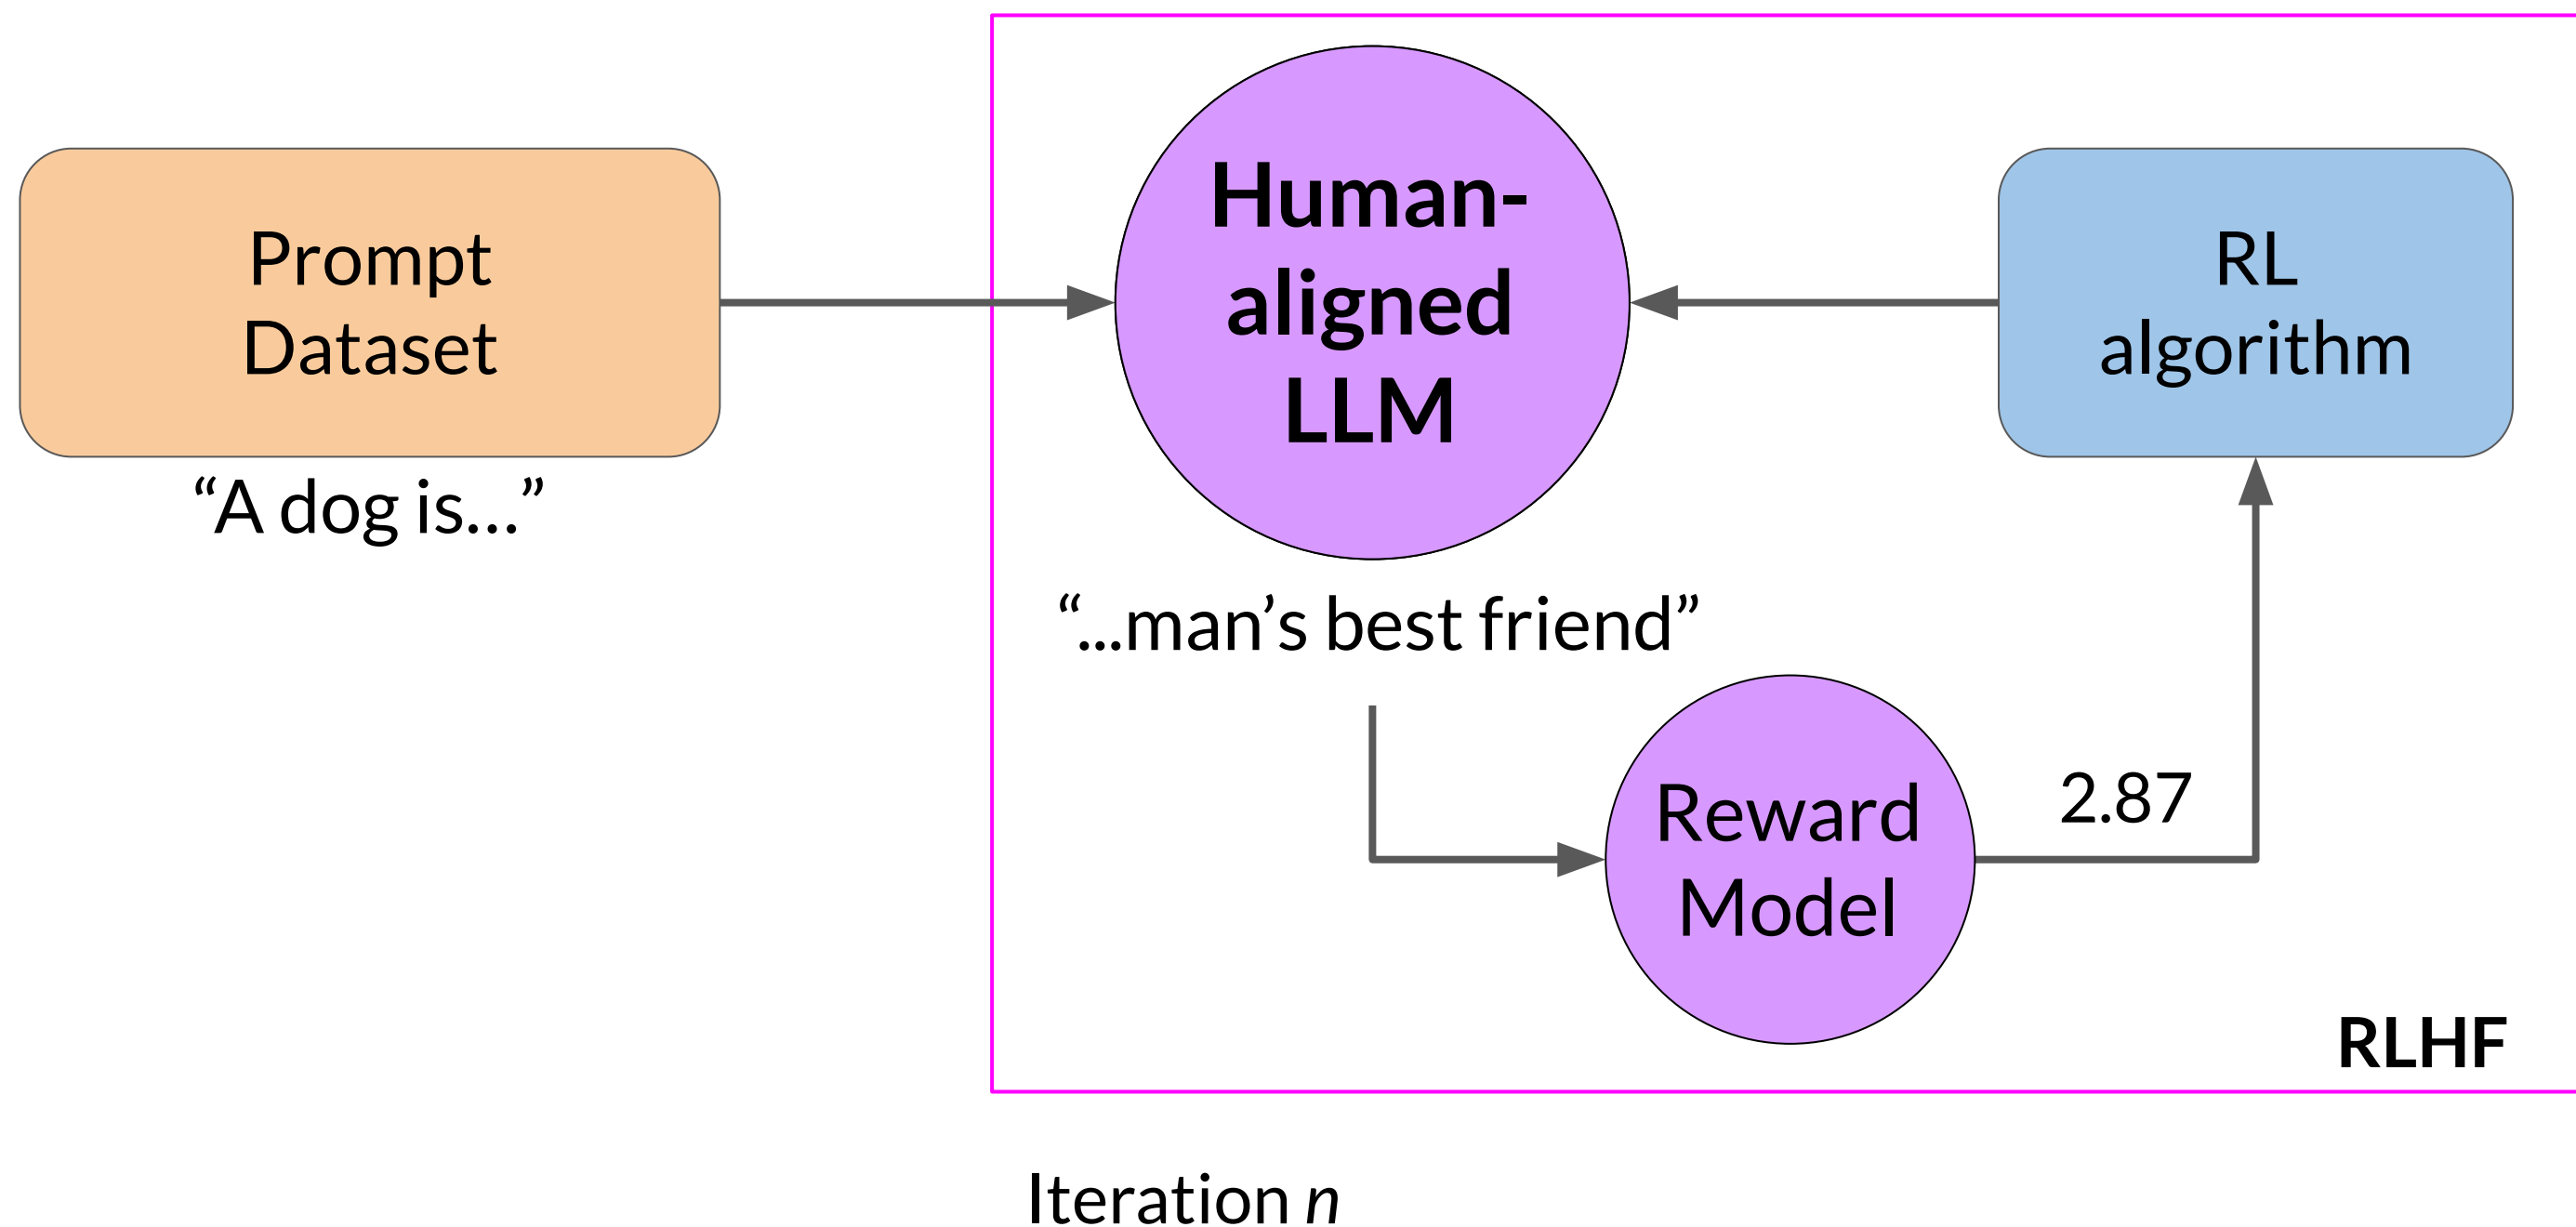 Prompt
Dataset
“A dog is…”
Human-
aligned
LLM
“...man’s best friend”
RL
algorithm
Reward
Model
2.87
RLHF
Iteration n